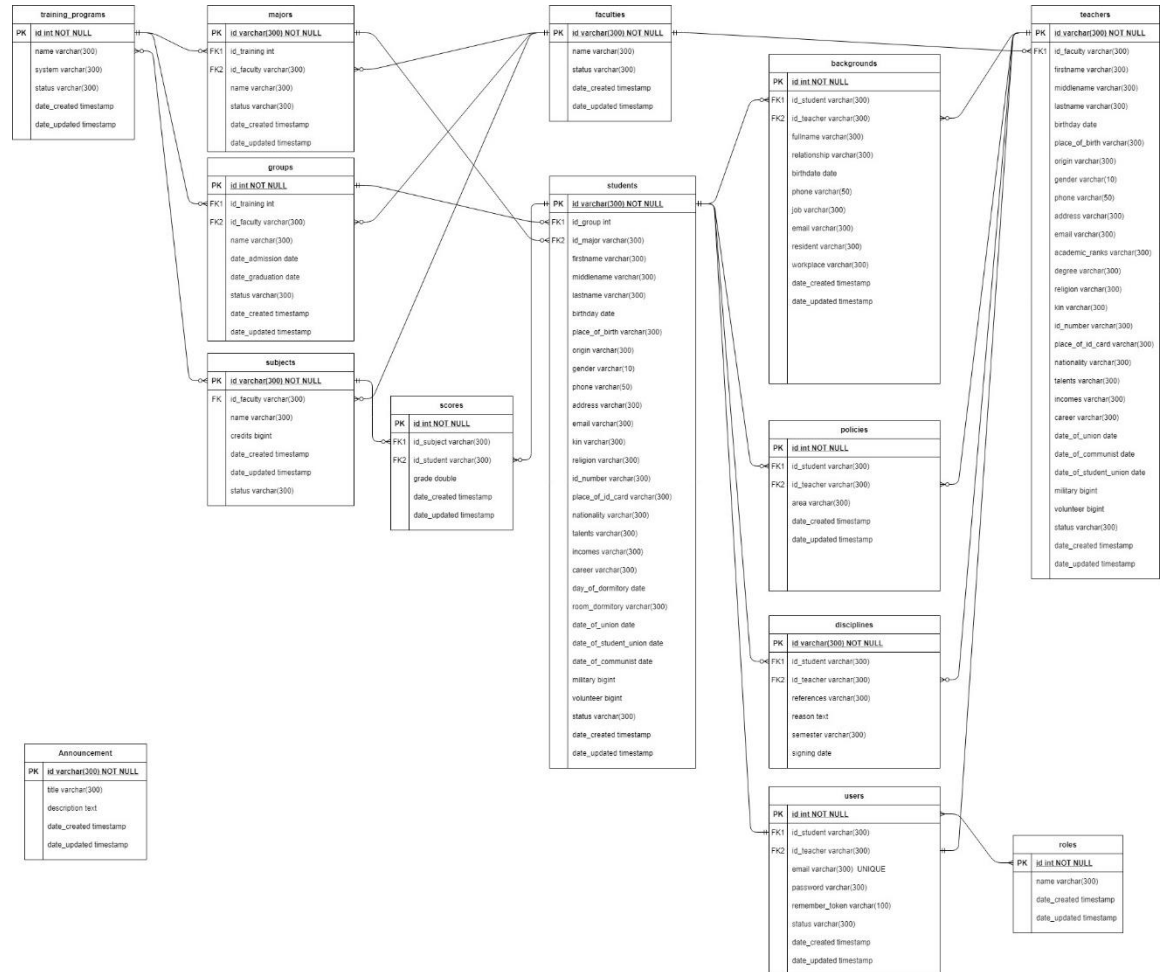 training_programs
PK id int NOT NULL
name varchar(300)
system varchar(300)
status varchar(300)
date_created timestamp
date_updated timestamp
majors
PK id varchar(300) NOT NULL
FK1 id_training int
FK2 id_faculty varchar(300)
name varchar(300)
status varchar(300)
date_created timestamp
date_updated timestamp
groups
PK id int NOT NULL
FK1 id_training int
FK2 id_faculty varchar(300)
name varchar(300)
date_admission date
date_graduation date
status varchar(300)
date_created timestamp
date_updated timestamp
subjects
PK id varchar(300) NOT NULL
FK id_faculty varchar(300)
name varchar(300)
credits bigint
date_created timestamp
date_updated timestamp
status varchar(300)
scores
PK id int NOT NULL
FK1 id_subject varchar(300)
FK2 id_student varchar(300)
grade double
date_created timestamp
date_updated timestamp
faculties
PK id varchar(300) NOT NULL
name varchar(300)
status varchar(300)
date_created timestamp
date_updated timestamp
students
PK id varchar(300) NOT NULL
FK1 id_group int
FK2 id_major varchar(300)
firstname varchar(300)
middlename varchar(300)
lastname varchar(300)
birthday date
place_of_birth varchar(300)
origin varchar(300)
gender varchar(10)
phone varchar(50)
address varchar(300)
email varchar(300)
kin varchar(300)
religion varchar(300)
id_number varchar(300)
place_of_id_card varchar(300)
nationality varchar(300)
talents varchar(300)
incomes varchar(300)
career varchar(300)
day_of_dormitory date
room_dormitory varchar(300)
date_of_union date
date_of_student_union date
date_of_communist date
military bigint
volunteer bigint
status varchar(300)
date_created timestamp
date_updated timestamp
backgrounds
PK id int NOT NULL
FK1 id_student varchar(300)
FK2 id_teacher varchar(300)
fullname varchar(300)
relationship varchar(300)
birthdate date
phone varchar(50)
job varchar(300)
email varchar(300)
resident varchar(300)
workplace varchar(300)
date_created timestamp
date_updated timestamp
policies
PK id int NOT NULL
FK1 id_student varchar(300)
FK2 id_teacher varchar(300)
area varchar(300)
date_created timestamp
date_updated timestamp
disciplines
PK id varchar(300) NOT NULL
FK1 id_student varchar(300)
FK2 id_teacher varchar(300)
references varchar(300)
reason text
semester varchar(300)
signing date
users
PK id int NOT NULL
FK1 id_student varchar(300)
FK2 id_teacher varchar(300)
email varchar(300) UNIQUE
password varchar(300)
remember_token varchar(100)
status varchar(300)
date_created timestamp
date_updated timestamp
teachers
PK id varchar(300) NOT NULL
FK1 id_faculty varchar(300)
firstname varchar(300)
middlename varchar(300)
lastname varchar(300)
birthday date
place_of_birth varchar(300)
origin varchar(300)
gender varchar(10)
phone varchar(50)
address varchar(300)
email varchar(300)
academic_ranks varchar(300)
degree varchar(300)
religion varchar(300)
kin varchar(300)
id_number varchar(300)
place_of_id_card varchar(300)
nationality varchar(300)
talents varchar(300)
incomes varchar(300)
career varchar(300)
date_of_union date
date_of_communist date
date_of_student_union date
military bigint
volunteer bigint
status varchar(300)
date_created timestamp
date_updated timestamp
roles
PK id int NOT NULL
name varchar(300)
date_created timestamp
date_updated timestamp
Announcement
PK id varchar(300) NOT NULL
title varchar(300)
description text
date_created timestamp
date_updated timestamp